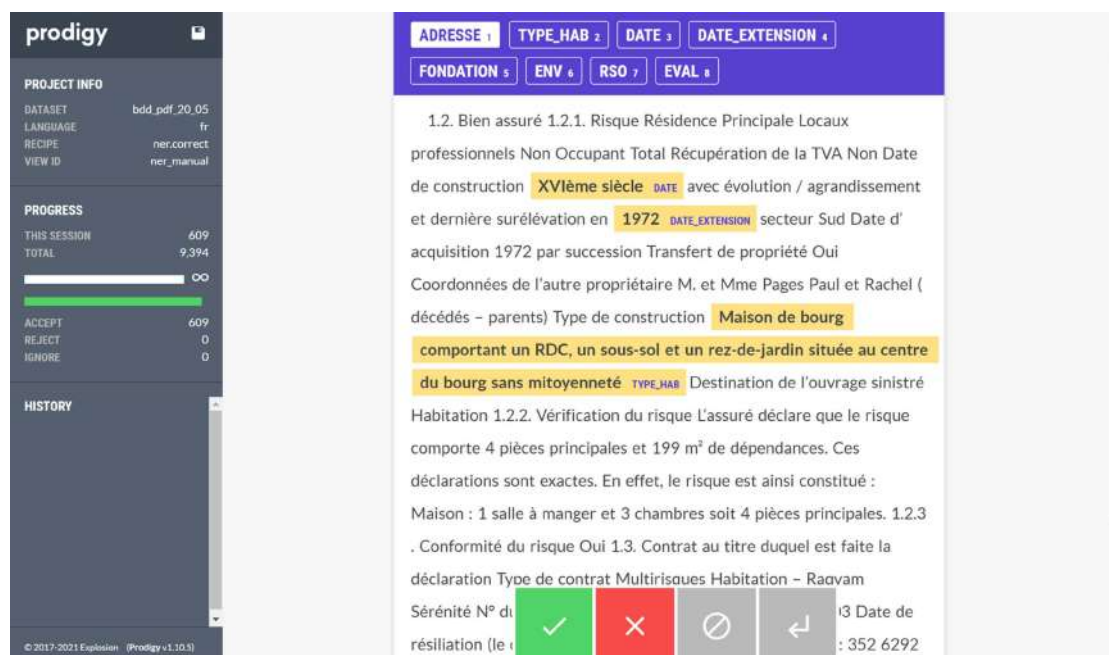 prodigy
PROJECT INFO
DATASET bdd_pdf_20_05
LANGUAGE fr
RECIPE ner.correct
VIEW ID ner_manual
PROGRESS
THIS SESSION 609
TOTAL 9,394
∞
ACCEPT 609
REJECT 0
IGNORE 0
HISTORY
© 2017-2021 Explosion (Prodigy v1.10.5)
ADRESSE 1 TYPE_HAB 2 DATE 3 DATE_EXTENSION 4
FONDATION 5 ENV 6 RSO 7 EVAL 8
1.2. Bien assuré 1.2.1. Risque Résidence Principale Locaux
professionnels Non Occupant Total Récupération de la TVA Non Date
de construction XVIème siècle DATE avec évolution / agrandissement
et dernière surélévation en 1972 DATE_EXTENSION secteur Sud Date d'
acquisition 1972 par succession Transfert de propriété Oui
Coordonnées de l'autre propriétaire M. et Mme Pages Paul et Rachel (
décédés – parents) Type de construction Maison de bourg
comportant un RDC, un sous-sol et un rez-de-jardin située au centre
du bourg sans mitoyenneté TYPE_HAB Destination de l'ouvrage sinistré
Habitation 1.2.2. Vérification du risque L'assuré déclare que le risque
comporte 4 pièces principales et 199 m² de dépendances. Ces
déclarations sont exactes. En effet, le risque est ainsi constitué :
Maison : 1 salle à manger et 3 chambres soit 4 pièces principales. 1.2.3
. Conformité du risque Oui 1.3. Contrat au titre duquel est faite la
déclaration Type de contrat Multirisques Habitation – Raqvam
Sérénité N° 3 Date de
résiliation (le : 352 6292